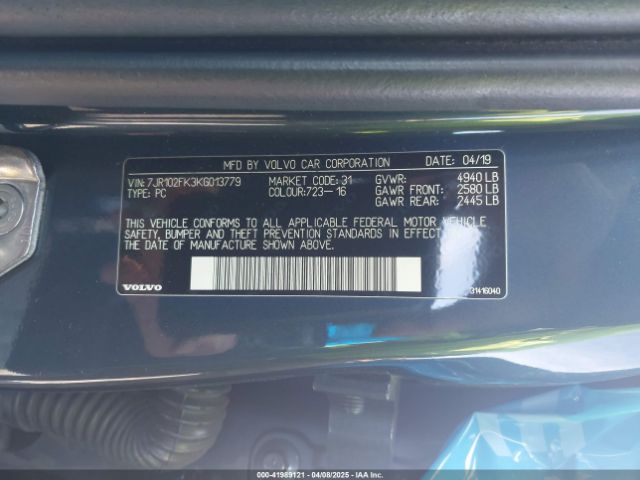 MFD BY VOLVO CAR CORPORATION DATE: 04/19
VIN: 7JR102FK3KG013779 MARKET CODE: 31 GVWR: 4940 LB
TYPE: PC COLOUR:723-16 GAWR FRONT: 2580 LB
GAWR REAR: 2445 LB
THIS VEHICLE CONFORMS TO ALL APPLICABLE FEDERAL MOTOR VEHICLE
SAFETY, BUMPER AND THEFT PREVENTION STANDARDS IN EFFECT ON
THE DATE OF MANUFACTURE SHOWN ABOVE.
VOLVO 31416040
-000-41989121 - 04/08/2025 - iaai.com-